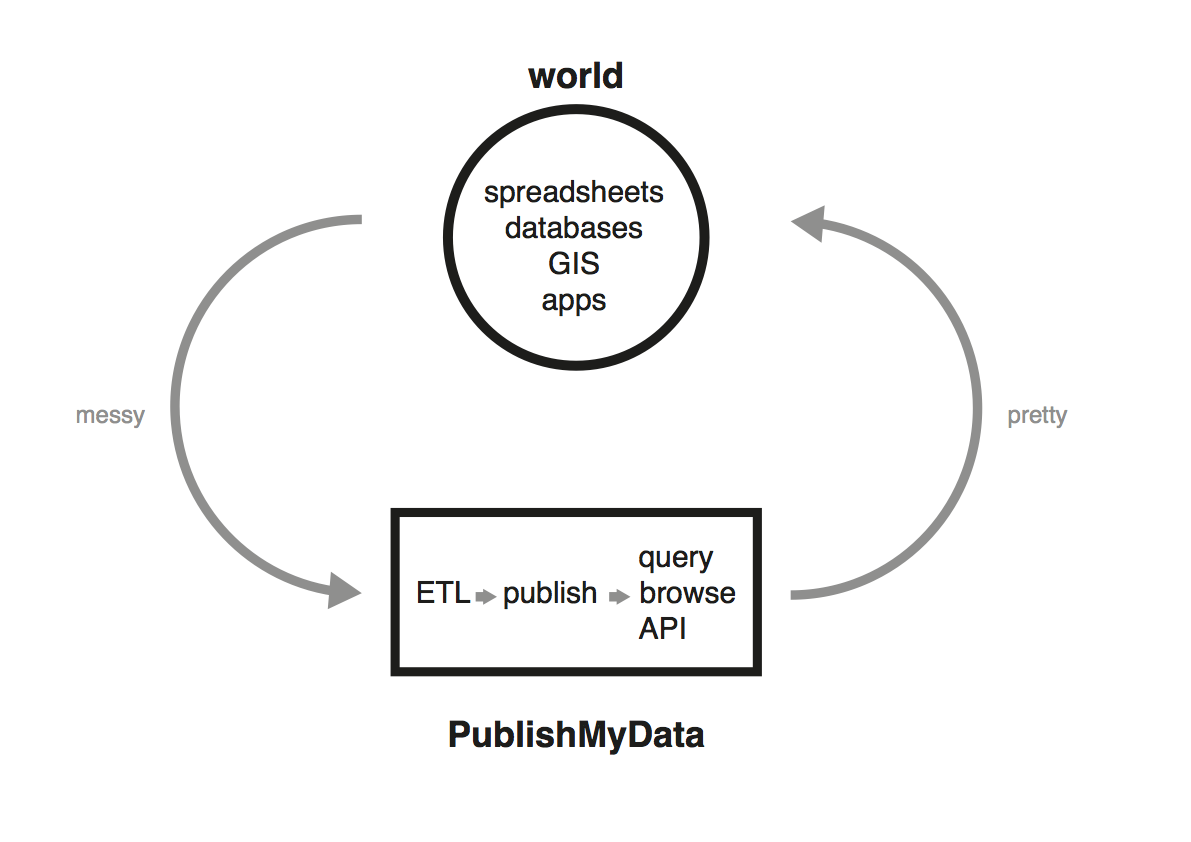 world
spreadsheets
databases
GIS
apps
messy
pretty
query
ETL publish browse
API
PublishMyData